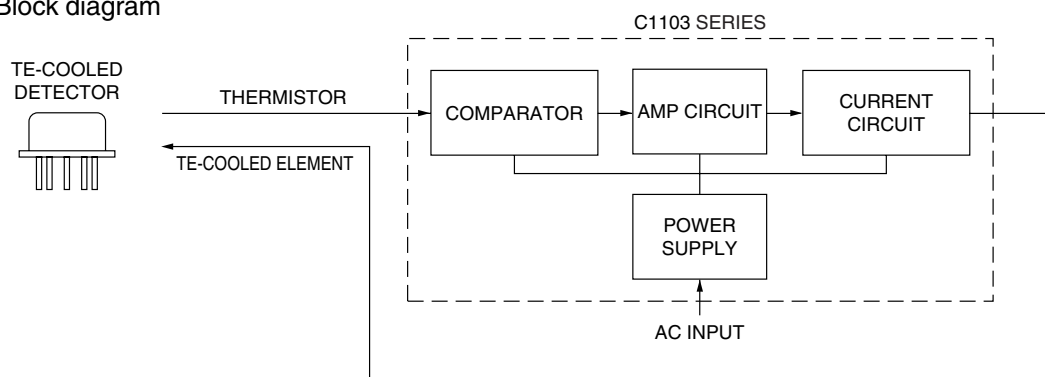 Block diagram
C1103 SERIES
TE-COOLED
DETECTOR
THERMISTOR
TE-COOLED ELEMENT
COMPARATOR
AMP CIRCUIT
CURRENT
CIRCUIT
POWER
SUPPLY
AC INPUT